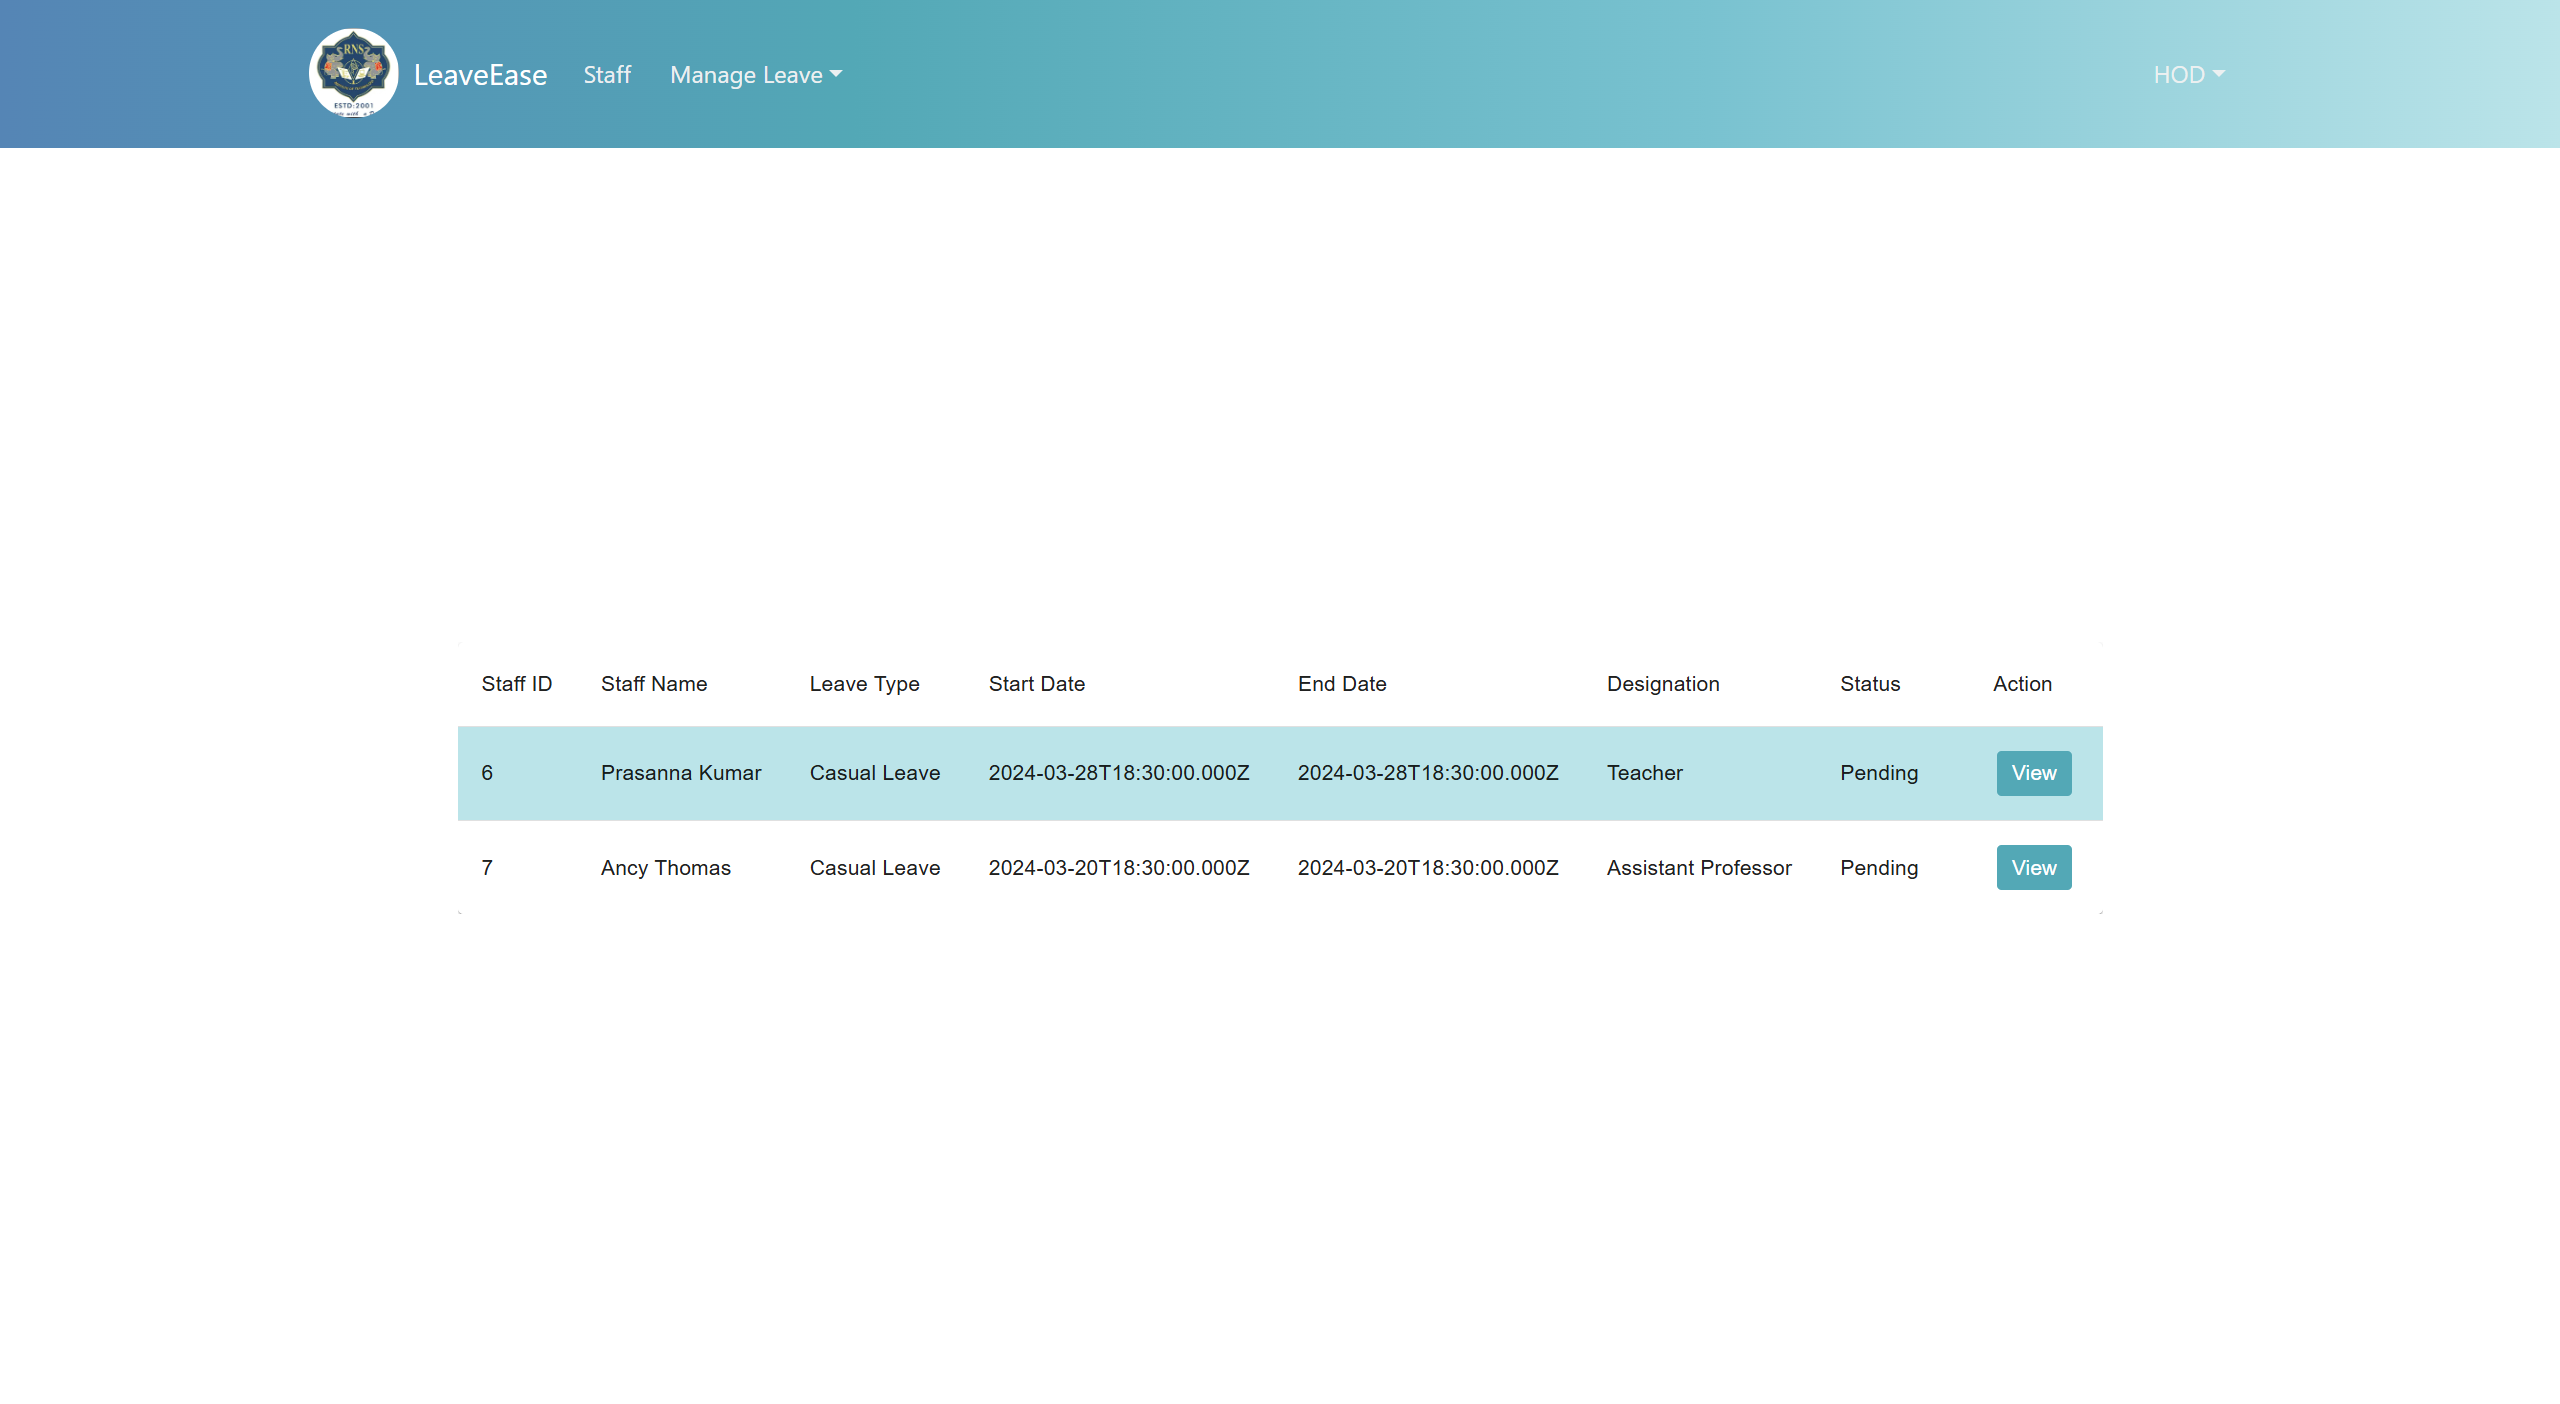 RNS
ESTD:2001
LeaveEase Staff Manage Leave HOD
Staff ID Staff Name Leave Type Start Date End Date Designation Status Action
6 Prasanna Kumar Casual Leave 2024-03-28T18:30:00.000Z 2024-03-28T18:30:00.000Z Teacher Pending View
7 Ancy Thomas Casual Leave 2024-03-20T18:30:00.000Z 2024-03-20T18:30:00.000Z Assistant Professor Pending View